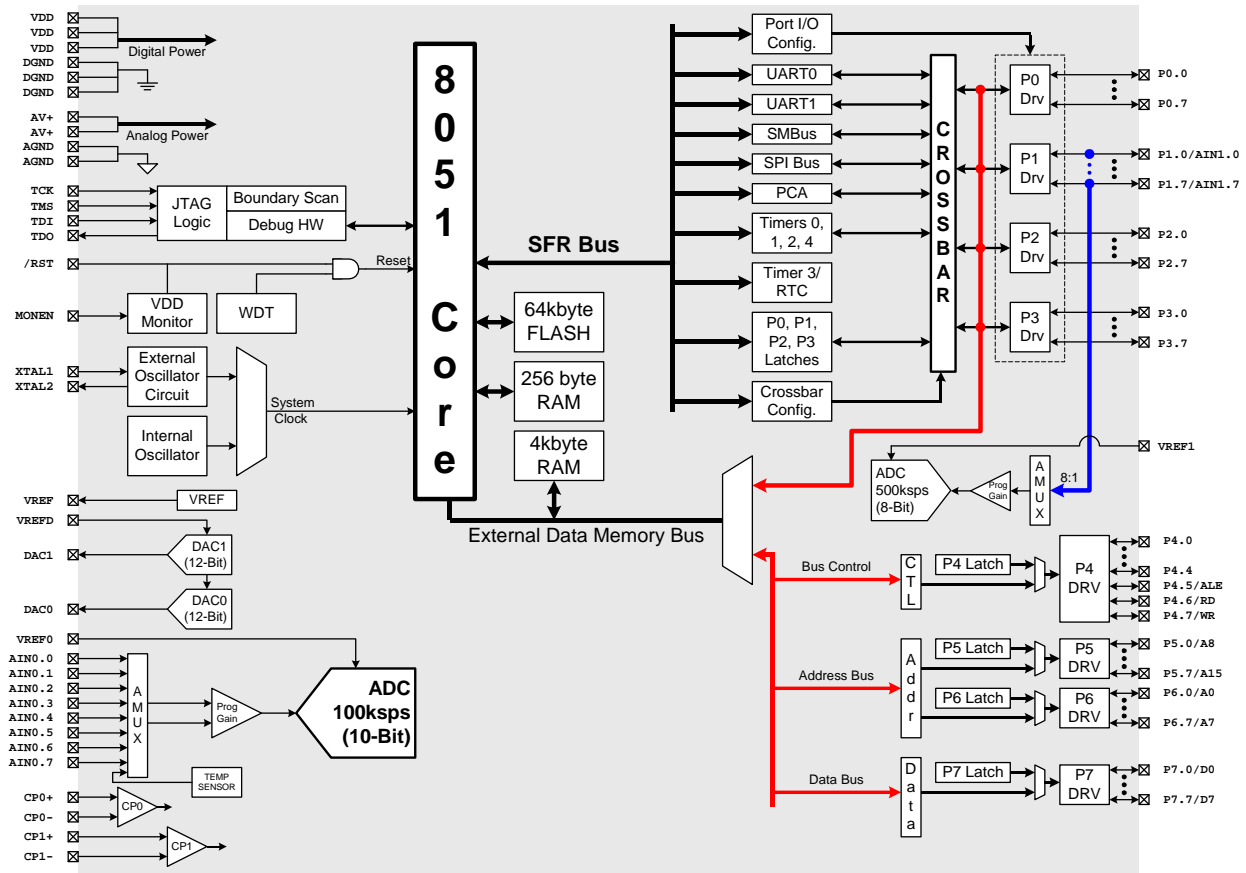 VDD
VDD
VDD
Digital Power
DGND
DGND
DGND
AV+
AV+
Analog Power
AGND
AGND
TCK
TMS
TDI
TDO
JTAG
Logic
Boundary Scan
Debug HW
/RST
Reset
MONEN
VDD
Monitor
WDT
XTAL1
XTAL2
External
Oscillator
Circuit
Internal
Oscillator
System
Clock
VREF
VREF
VREFD
DAC1
DAC1
(12-Bit)
DAC0
DAC0
(12-Bit)
VREF0
AIN0.0
AIN0.1
AIN0.2
AIN0.3
AIN0.4
AIN0.5
AIN0.6
AIN0.7
AMUX
Prog
Gain
ADC
100ksps
(10-Bit)
TEMP
SENSOR
CP0+
CP0-
CP0
CP1+
CP1-
CP1
8051 Core
SFR Bus
64kbyte
FLASH
256 byte
RAM
4kbyte
RAM
External Data Memory Bus
Port I/O
Config.
UART0
UART1
SMBus
SPI Bus
PCA
Timers 0,
1, 2, 4
Timer 3/
RTC
P0, P1,
P2, P3
Latches
Crossbar
Config.
CROSSBAR
P0
Drv
P1
Drv
P2
Drv
P3
Drv
P0.0
P0.7
P1.0/AIN1.0
P1.7/AIN1.7
P2.0
P2.7
P3.0
P3.7
VREF1
ADC
500ksps
(8-Bit)
Prog
Gain
AMUX
8:1
Bus Control
CTL
P4 Latch
P4
DRV
P4.0
P4.4
P4.5/ALE
P4.6/RD
P4.7/WR
Address Bus
Addr
P5 Latch
P5
DRV
P5.0/A8
P5.7/A15
P6 Latch
P6
DRV
P6.0/A0
P6.7/A7
Data Bus
Data
P7 Latch
P7
DRV
P7.0/D0
P7.7/D7